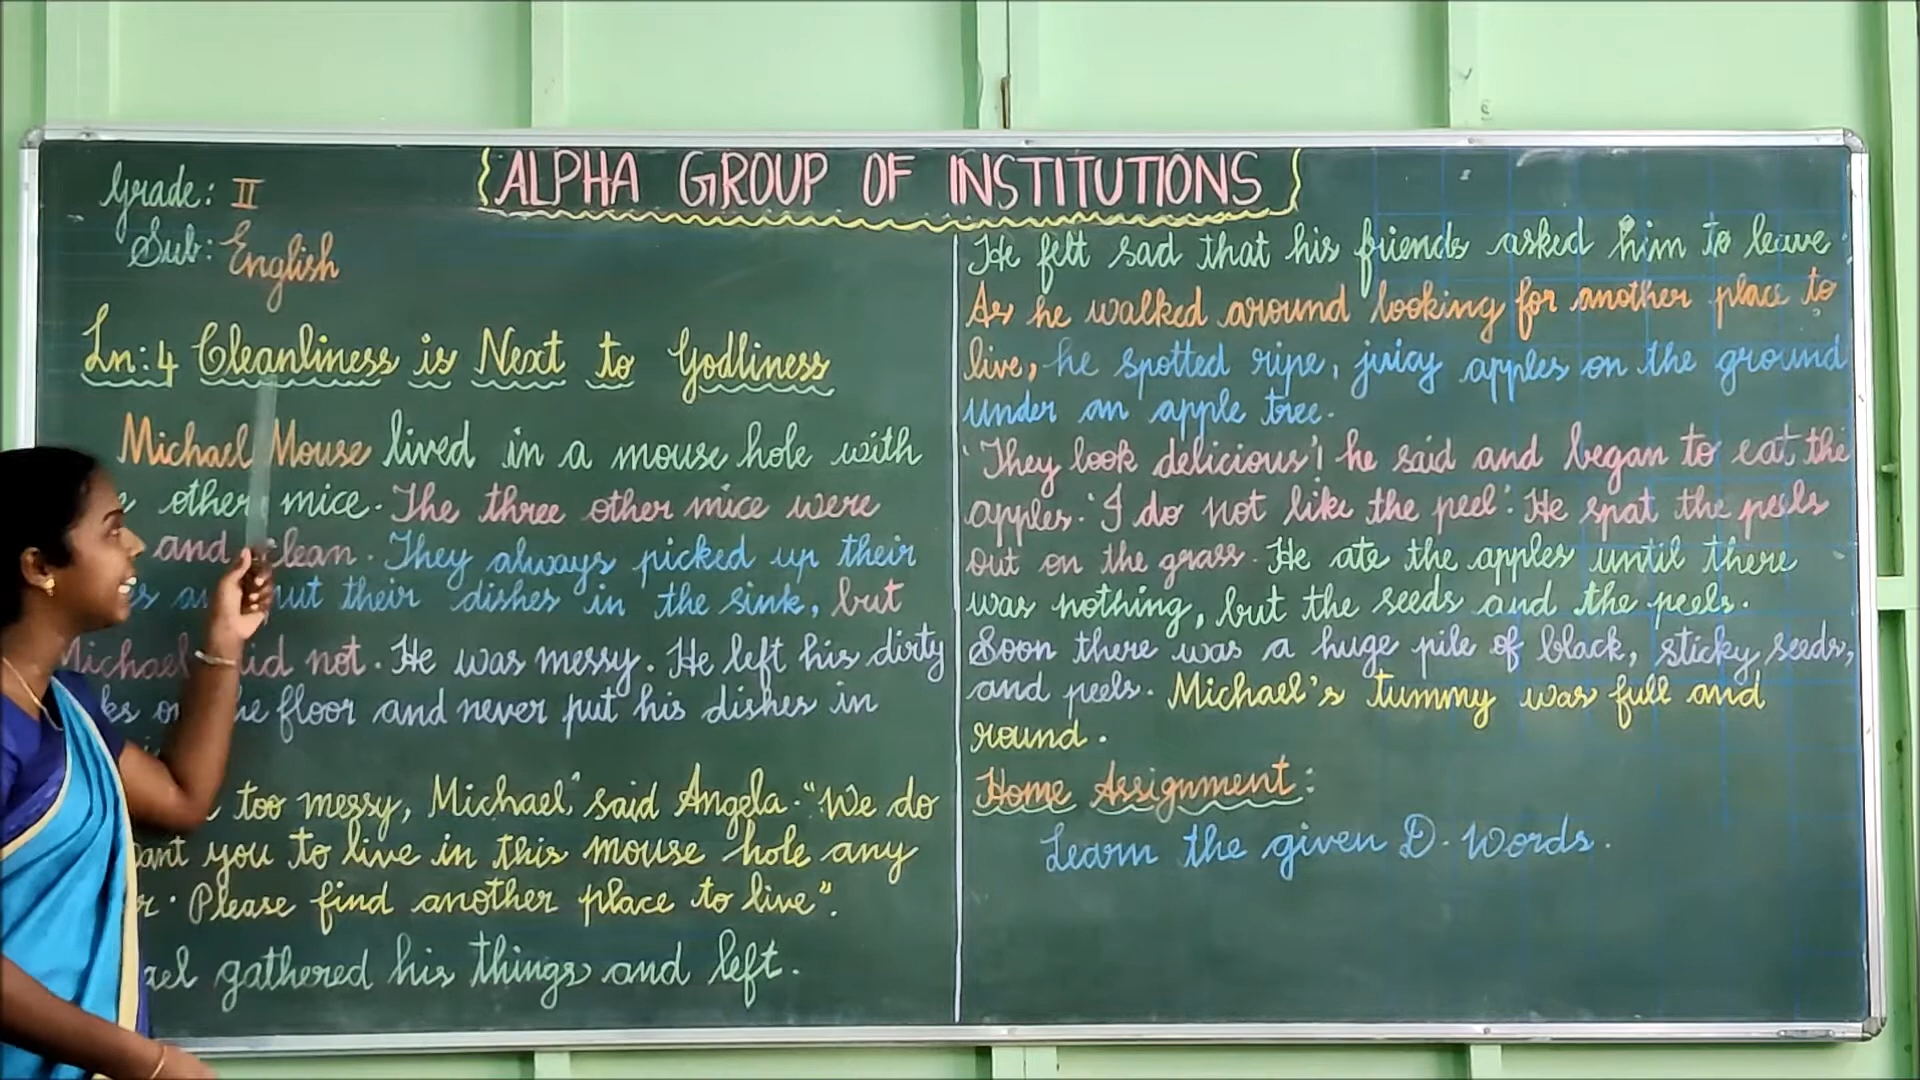 ALPHA GROUP OF INSTITUTIONS
Grade: II
Sub: English
Ln: 4 Cleanliness is Next to Godliness
Michael Mouse lived in a mouse hole with
other mice. The three other mice were
and clean. They always picked up their
put their dishes in the sink, but
Michael did not. He was messy. He left his dirty
floor and never put his dishes in
too messy, Michael," said Angela. "We do
you to live in this mouse hole any
Please find another place to live".
gathered his things and left.
He felt sad that his friends asked him to leave.
As he walked around looking for another place to
live, he spotted ripe, juicy apples on the ground
under an apple tree.
'They look delicious'! he said and began to eat the
apples. 'I do not like the peel'. He spat the peels
out on the grass. He ate the apples until there
was nothing, but the seeds and the peels.
Soon there was a huge pile of black, sticky seeds,
and peels. Michael's tummy was full and
round.
Home Assignment:
Learn the given D. Words.